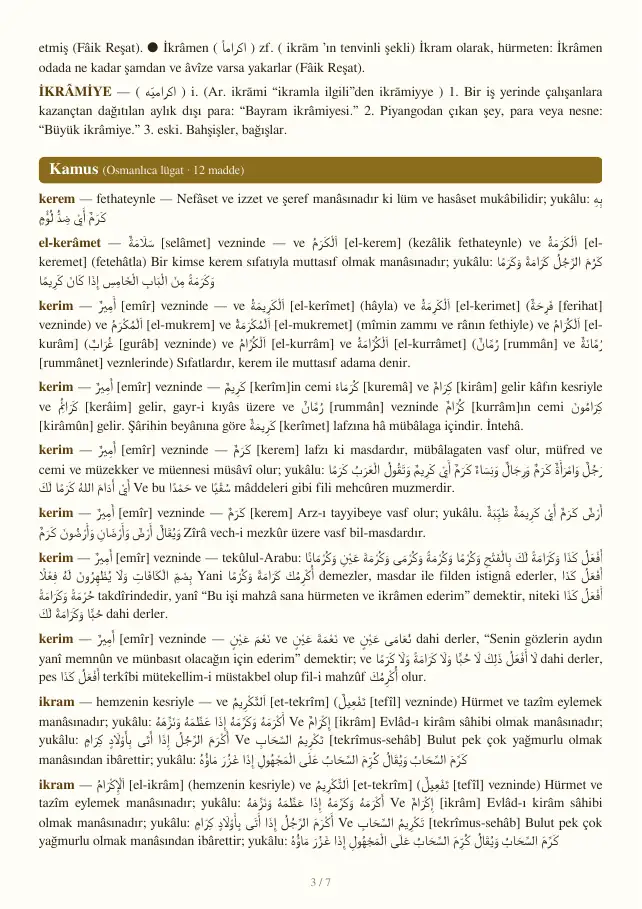 etmiş (Fâik Reşat). ● İkrâmen ( اكراماً ) zf. ( ikrām ’ın tenvinli şekli) İkram olarak, hürmeten: İkrâmen
odada ne kadar şamdan ve âvîze varsa yakarlar (Fâik Reşat).
İKRÂMİYE — ( اكراميّه ) i. (Ar. ikrāmі “ikramla ilgili”den ikrāmiyye ) 1. Bir iş yerinde çalışanlara
kazançtan dağıtılan aylık dışı para: “Bayram ikrâmiyesi.” 2. Piyangodan çıkan şey, para veya nesne:
“Büyük ikrâmiye.” 3. eski. Bahşişler, bağışlar.
Kamus (Osmanlıca lügat · 12 madde)
kerem — fethateynle — Nefâset ve izzet ve şeref manâsınadır ki lüm ve hasâset mukâbilidir; yukâlu: بِهِ
كَرَمٌ أَيْ ضِدُّ لُؤْمٍ
el-kerâmet — سَلَامَةٌ [selâmet] vezninde — ve اَلْكَرَمُ [el-kerem] (kezâlik fethateynle) ve اَلْكَرَمَةُ [el-
keremet] (fetehâtla) Bir kimse kerem sıfatıyla muttasıf olmak manâsınadır; yukâlu: كَرُمَ الرَّجُلُ كَرَامَةً وَكَرَمًا
وَكَرَمَةً مِنَ الْبَابِ الْخَامِسِ إِذَا كَانَ كَرِيمًا
kerim — أَمِيرٌ [emîr] vezninde — ve اَلْكَرِيمَةُ [el-kerîmet] (hâyla) ve اَلْكَرِمَةُ [el-kerimet] (فَرِحَةٌ [ferihat]
vezninde) ve اَلْمُكْرَمُ [el-mukrem] ve اَلْمُكْرَمَةُ [el-mukremet] (mîmin zammı ve rânın fethiyle) ve اَلْكُرَامُ [el-
kurâm] (غُرَابٌ [gurâb] vezninde) ve اَلْكُرَّامُ [el-kurrâm] ve اَلْكُرَّامَةُ [el-kurrâmet] (رُمَّانٌ [rummân] ve رُمَّانَةٌ
[rummânet] veznlerinde) Sıfatlardır, kerem ile muttasıf adama denir.
kerim — أَمِيرٌ [emîr] vezninde — كَرِيمٌ [kerîm]in cemi كُرَمَاءُ [kuremâ] ve كِرَامٌ [kirâm] gelir kâfın kesriyle
ve كَرَائِمُ [kerâim] gelir, gayr-i kıyâs üzere ve رُمَّانٌ [rummân] vezninde كُرَّامٌ [kurrâm]ın cemi كِرَامُونَ
[kirâmûn] gelir. Şârihin beyânına göre كَرِيمَةٌ [kerîmet] lafzına hâ mübâlaga içindir. İntehâ.
kerim — أَمِيرٌ [emîr] vezninde — كَرَمٌ [kerem] lafzı ki masdardır, mübâlagaten vasf olur, müfred ve
cemi ve müzekker ve müennesi müsâvî olur; yukâlu: رَجُلٌ وَامْرَأَةٌ كَرَمٌ وَرِجَالٌ وَنِسَاءٌ كَرَمٌ أَيْ كَرِيمٌ وَتَقُولُ الْعَرَبُ كَرَمًا
أَيْ أَدَامَ اللهُ كَرَمًا لَكَ Ve bu حَمْدًا ve سُقْيًا mâddeleri gibi fili mehcûren muzmerdir.
kerim — أَمِيرٌ [emîr] vezninde — كَرَمٌ [kerem] Arz-ı tayyibeye vasf olur; yukâlu. أَرْضٌ كَرَمٌ أَيْ كَرِيمَةٌ طَيِّبَةٌ
وَيُقَالُ أَرْضٌ وَأَرْضَانِ وَأَرْضُونَ كَرَمٌ Zîrâ vech-i mezkûr üzere vasf bil-masdardır.
kerim — أَمِيرٌ [emîr] vezninde — tekûlul-Arabu: أَفْعَلُ كَذَا وَكَرَامَةً لَكَ بِالْفَتْحِ وَكُرْمًا وَكُرْمَةً وَكُرْمَى وَكُرْمَةَ عَيْنٍ وَكُرْمَانًا
بِضَمِّ الْكَافَاتِ وَلَا يُظْهِرُونَ لَهُ فِعْلًا Yani أُكْرِمُكَ كَرَامَةً وَكُرْمًا demezler, masdar ile filden istignâ ederler, أَفْعَلُ كَذَا
حُرْمَةً وَكَرَامَةً takdîrindedir, yanî “Bu işi mahzâ sana hürmeten ve ikrâmen ederim” demektir, niteki أَفْعَلُ كَذَا
حُبًّا وَكَرَامَةً لَكَ dahi derler.
kerim — أَمِيرٌ [emîr] vezninde — نَعَمَ عَيْنٍ ve نِعْمَةَ عَيْنٍ ve نَعَامَى عَيْنٍ dahi derler, “Senin gözlerin aydın
yanî memnûn ve münbasıt olacağın için ederim” demektir; ve لَا أَفْعَلُ ذَلِكَ لَا حُبًّا وَلَا كَرَامَةً وَلَا كَرَمًا dahi derler,
pes أَفْعَلُ كَذَا terkîbi mütekellim-i müstakbel olup fil-i mahzûf أُكْرِمُكَ olur.
ikram — hemzenin kesriyle — ve اَلتَّكْرِيمُ [et-tekrîm] (تَفْعِيلٌ [tefîl] vezninde) Hürmet ve tazîm eylemek
manâsınadır; yukâlu: أَكْرَمَهُ وَكَرَّمَهُ إِذَا عَظَّمَهُ وَنَزَّهَهُ Ve إِكْرَامٌ [ikrâm] Evlâd-ı kirâm sâhibi olmak manâsınadır;
yukâlu: أَكْرَمَ الرَّجُلُ إِذَا أَتَى بِأَوْلَادٍ كِرَامٍ Ve تَكْرِيمُ السَّحَابِ [tekrîmus-sehâb] Bulut pek çok yağmurlu olmak
manâsından ibârettir; yukâlu: كَرَّمَ السَّحَابُ وَيُقَالُ كُرِّمَ السَّحَابُ عَلَى الْمَجْهُولِ إِذَا غَزُرَ مَاؤُهُ
ikram — اَلْإِكْرَامُ [el-ikrâm] (hemzenin kesriyle) ve اَلتَّكْرِيمُ [et-tekrîm] (تَفْعِيلٌ [tefîl] vezninde) Hürmet ve
tazîm eylemek manâsınadır; yukâlu: أَكْرَمَهُ وَكَرَّمَهُ إِذَا عَظَّمَهُ وَنَزَّهَهُ Ve إِكْرَامٌ [ikrâm] Evlâd-ı kirâm sâhibi
olmak manâsınadır; yukâlu: أَكْرَمَ الرَّجُلُ إِذَا أَتَى بِأَوْلَادٍ كِرَامٍ Ve تَكْرِيمُ السَّحَابِ [tekrîmus-sehâb] Bulut pek çok
yağmurlu olmak manâsından ibârettir; yukâlu: كَرَّمَ السَّحَابُ وَيُقَالُ كُرِّمَ السَّحَابُ عَلَى الْمَجْهُولِ إِذَا غَزُرَ مَاؤُهُ
3 / 7